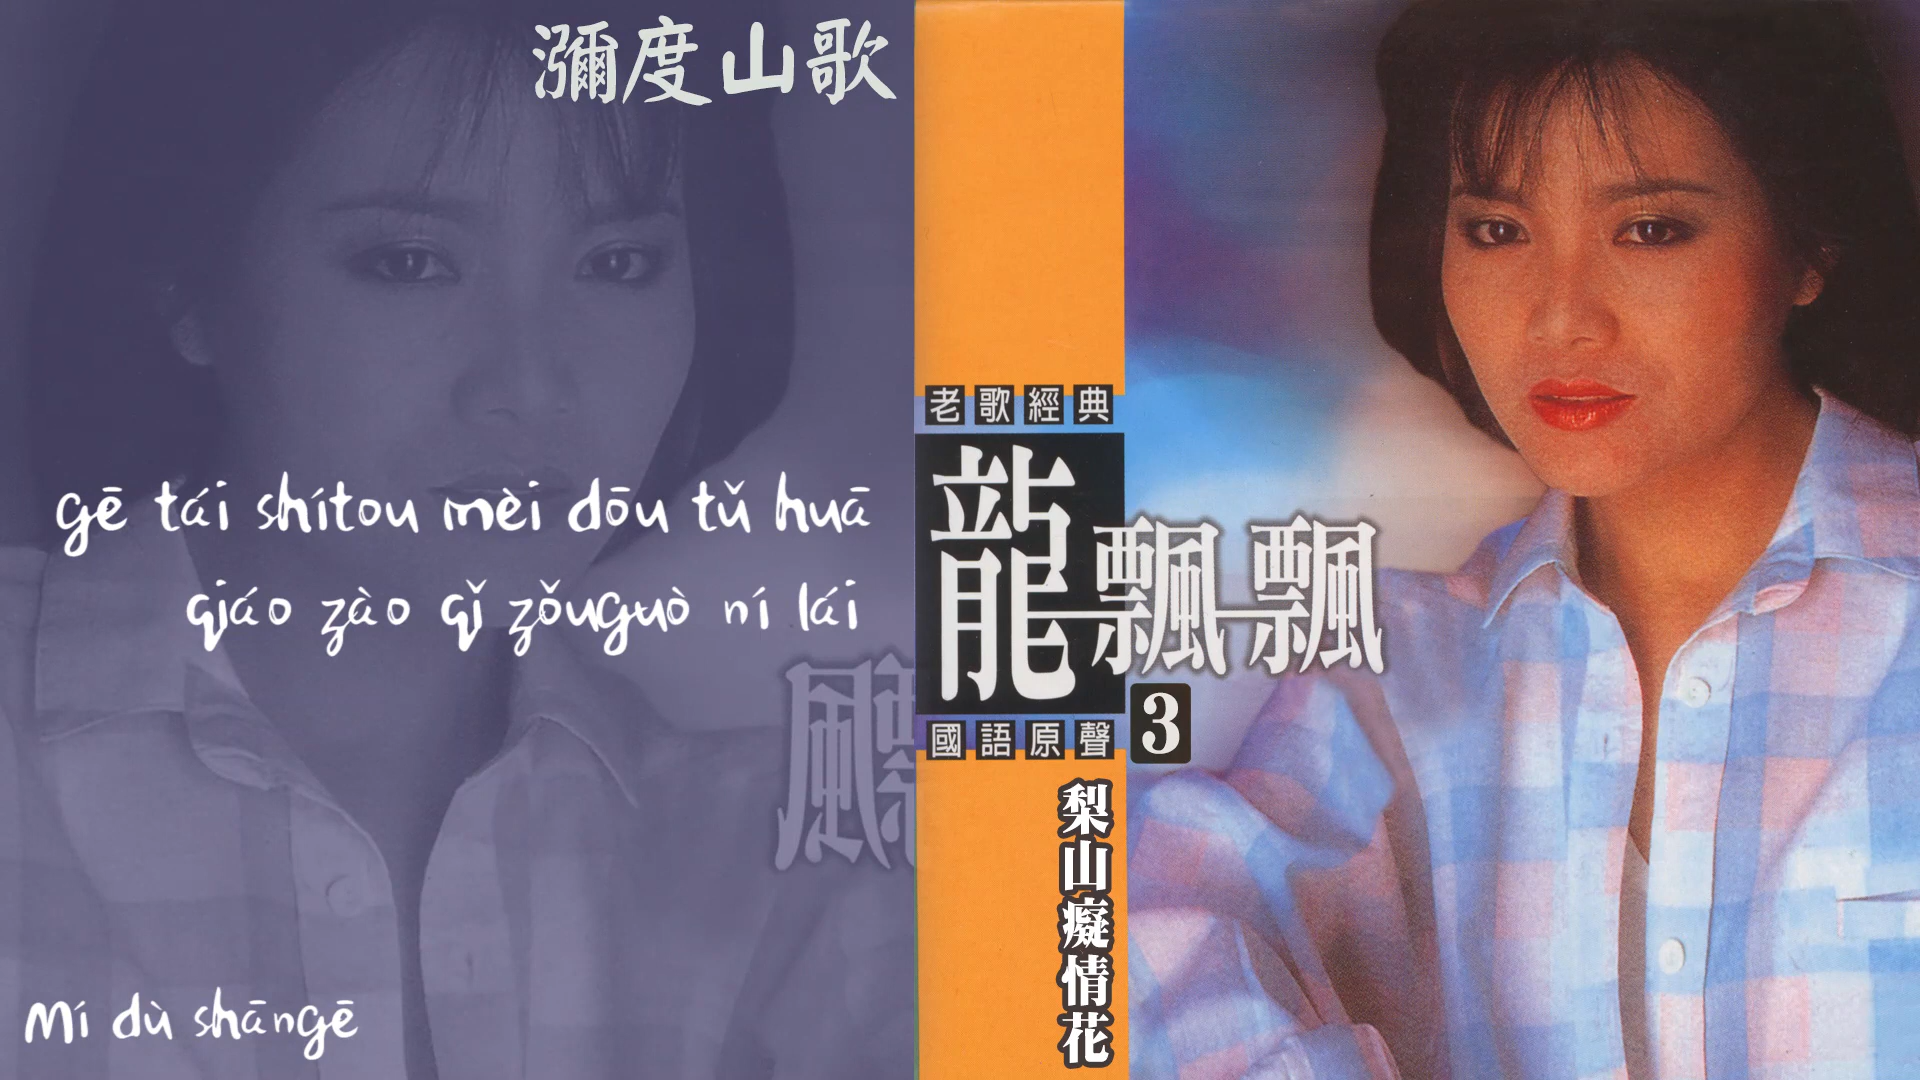 瀰度山歌
gē tái shítou mèi dōu tǔ huā
qiáo zào qǐ zǒuguò ní lái
Mí dù shāngē
老歌經典
龍飄飄
國語原聲
3
梨山癡情花